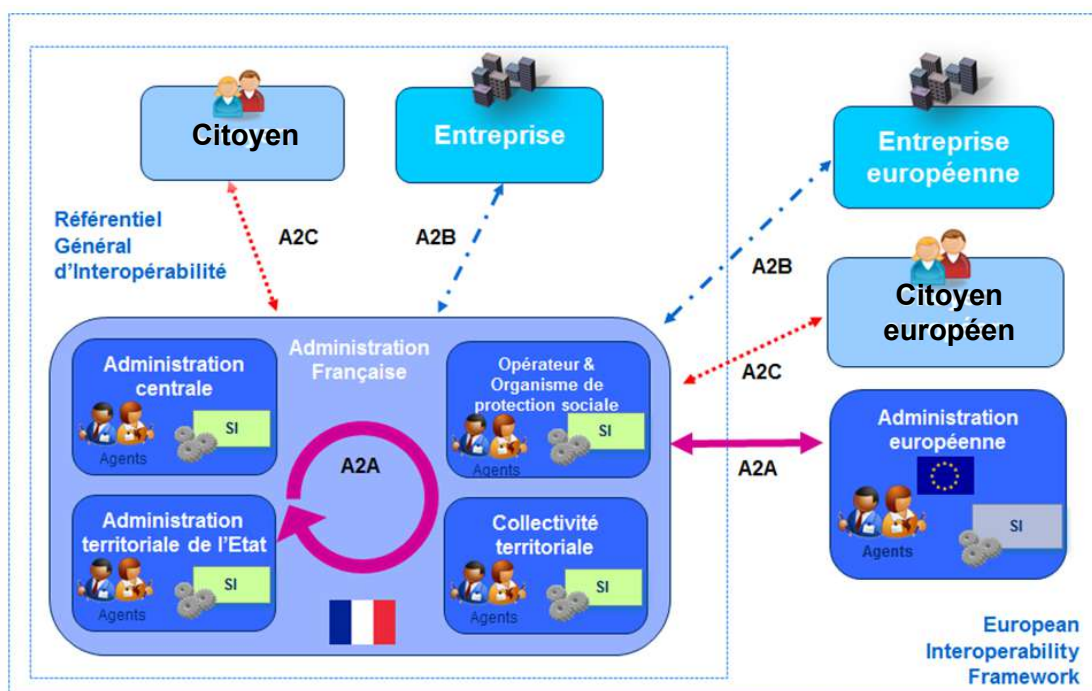 Citoyen
Entreprise
Entreprise
européenne
Référentiel
Général
d'Interopérabilité
A2C
A2B
A2B
Citoyen
européen
A2C
Administration
Française
Administration
centrale
SI
Agents
Opérateur &
Organisme de
protection sociale
SI
Agents
A2A
A2A
Administration
européenne
SI
Agents
Administration
territoriale de l'Etat
SI
Agents
Collectivité
territoriale
SI
Agents
European
Interoperability
Framework